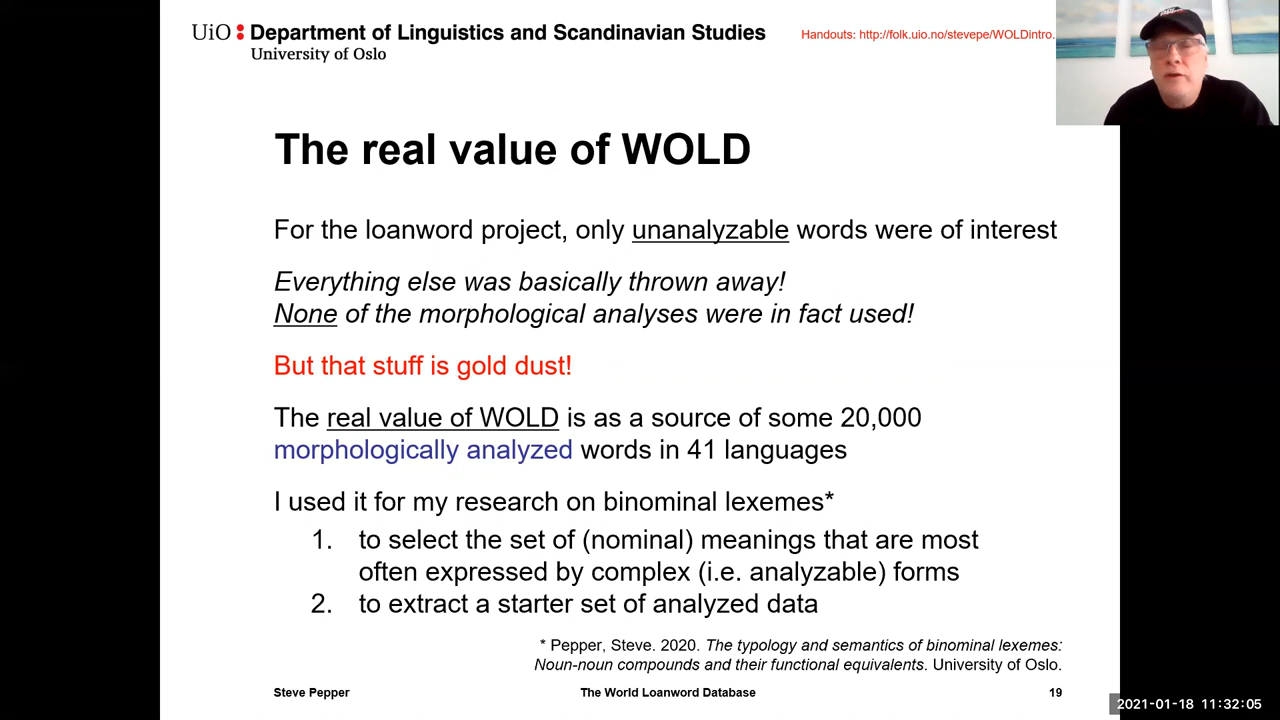 UiO : Department of Linguistics and Scandinavian Studies
University of Oslo
Handouts: http://folk.uio.no/stevepe/WOLDintro.
The real value of WOLD
For the loanword project, only unanalyzable words were of interest
Everything else was basically thrown away!
None of the morphological analyses were in fact used!
But that stuff is gold dust!
The real value of WOLD is as a source of some 20,000
morphologically analyzed words in 41 languages
I used it for my research on binominal lexemes*
1. to select the set of (nominal) meanings that are most
often expressed by complex (i.e. analyzable) forms
2. to extract a starter set of analyzed data
* Pepper, Steve. 2020. The typology and semantics of binominal lexemes:
Noun-noun compounds and their functional equivalents. University of Oslo.
Steve Pepper The World Loanword Database 19
2021-01-18 11:32:05